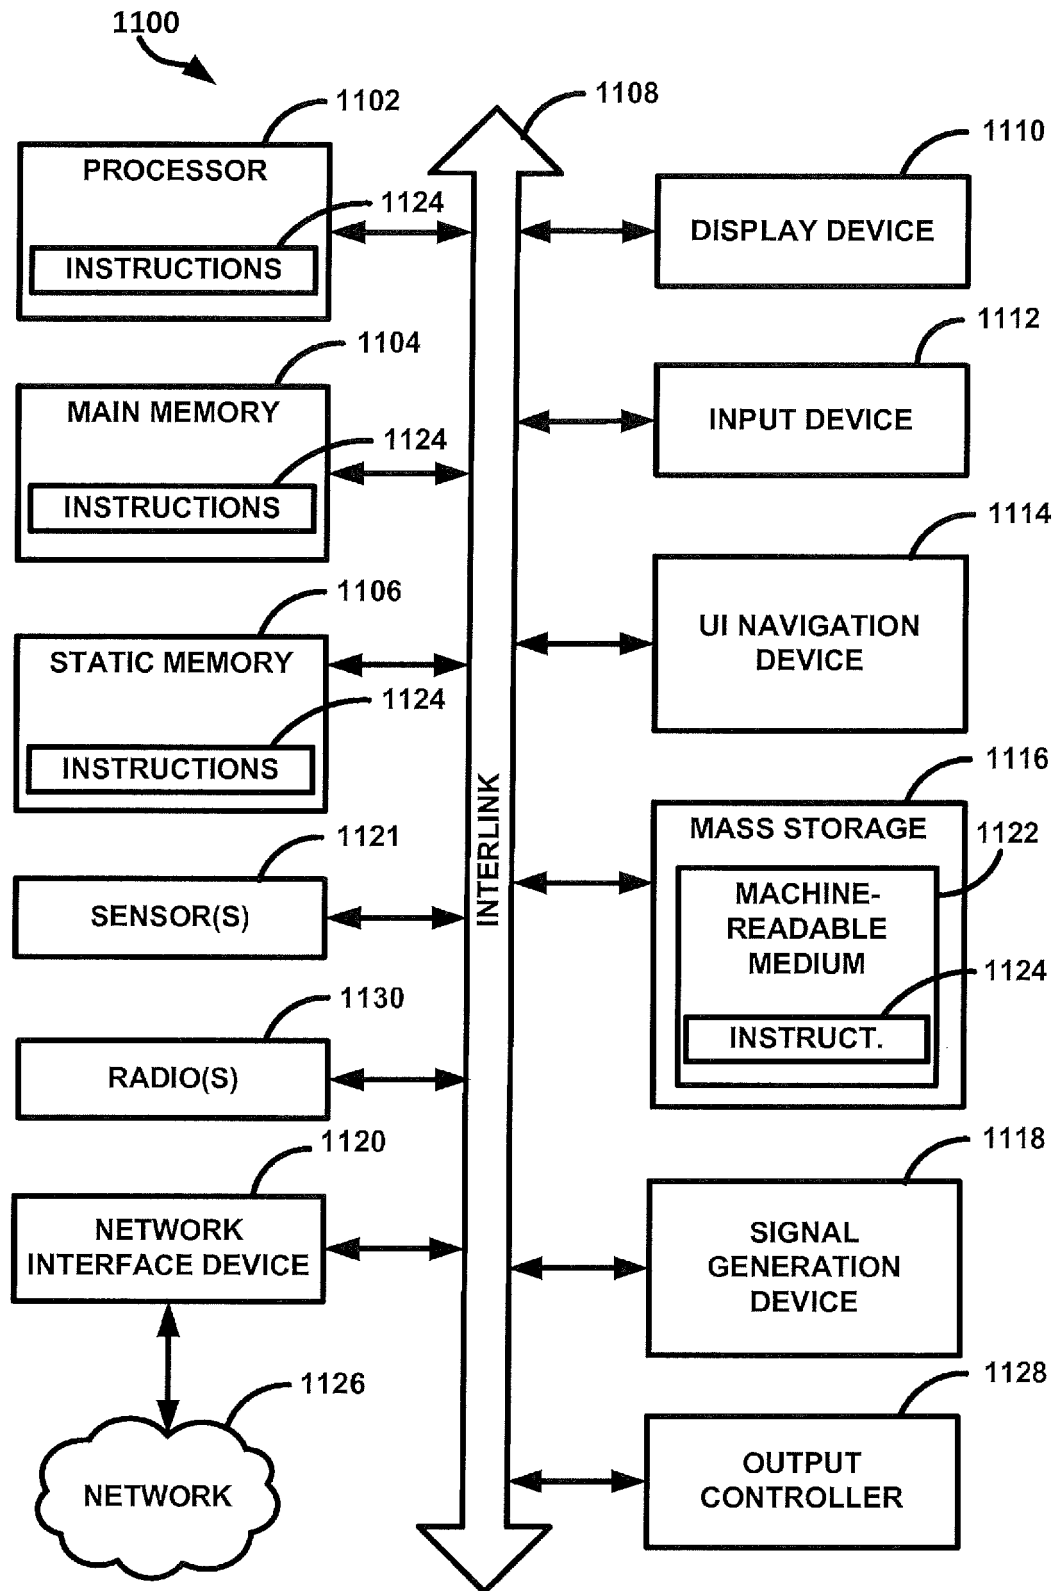 1100
1102
PROCESSOR
1124
INSTRUCTIONS
1104
MAIN MEMORY
1124
INSTRUCTIONS
1106
STATIC MEMORY
1124
INSTRUCTIONS
1121
SENSOR(S)
1130
RADIO(S)
1120
NETWORK
INTERFACE DEVICE
1126
NETWORK
1108
INTERLINK
1110
DISPLAY DEVICE
1112
INPUT DEVICE
1114
UI NAVIGATION
DEVICE
1116
MASS STORAGE
1122
MACHINE-
READABLE
MEDIUM
1124
INSTRUCT.
1118
SIGNAL
GENERATION
DEVICE
1128
OUTPUT
CONTROLLER